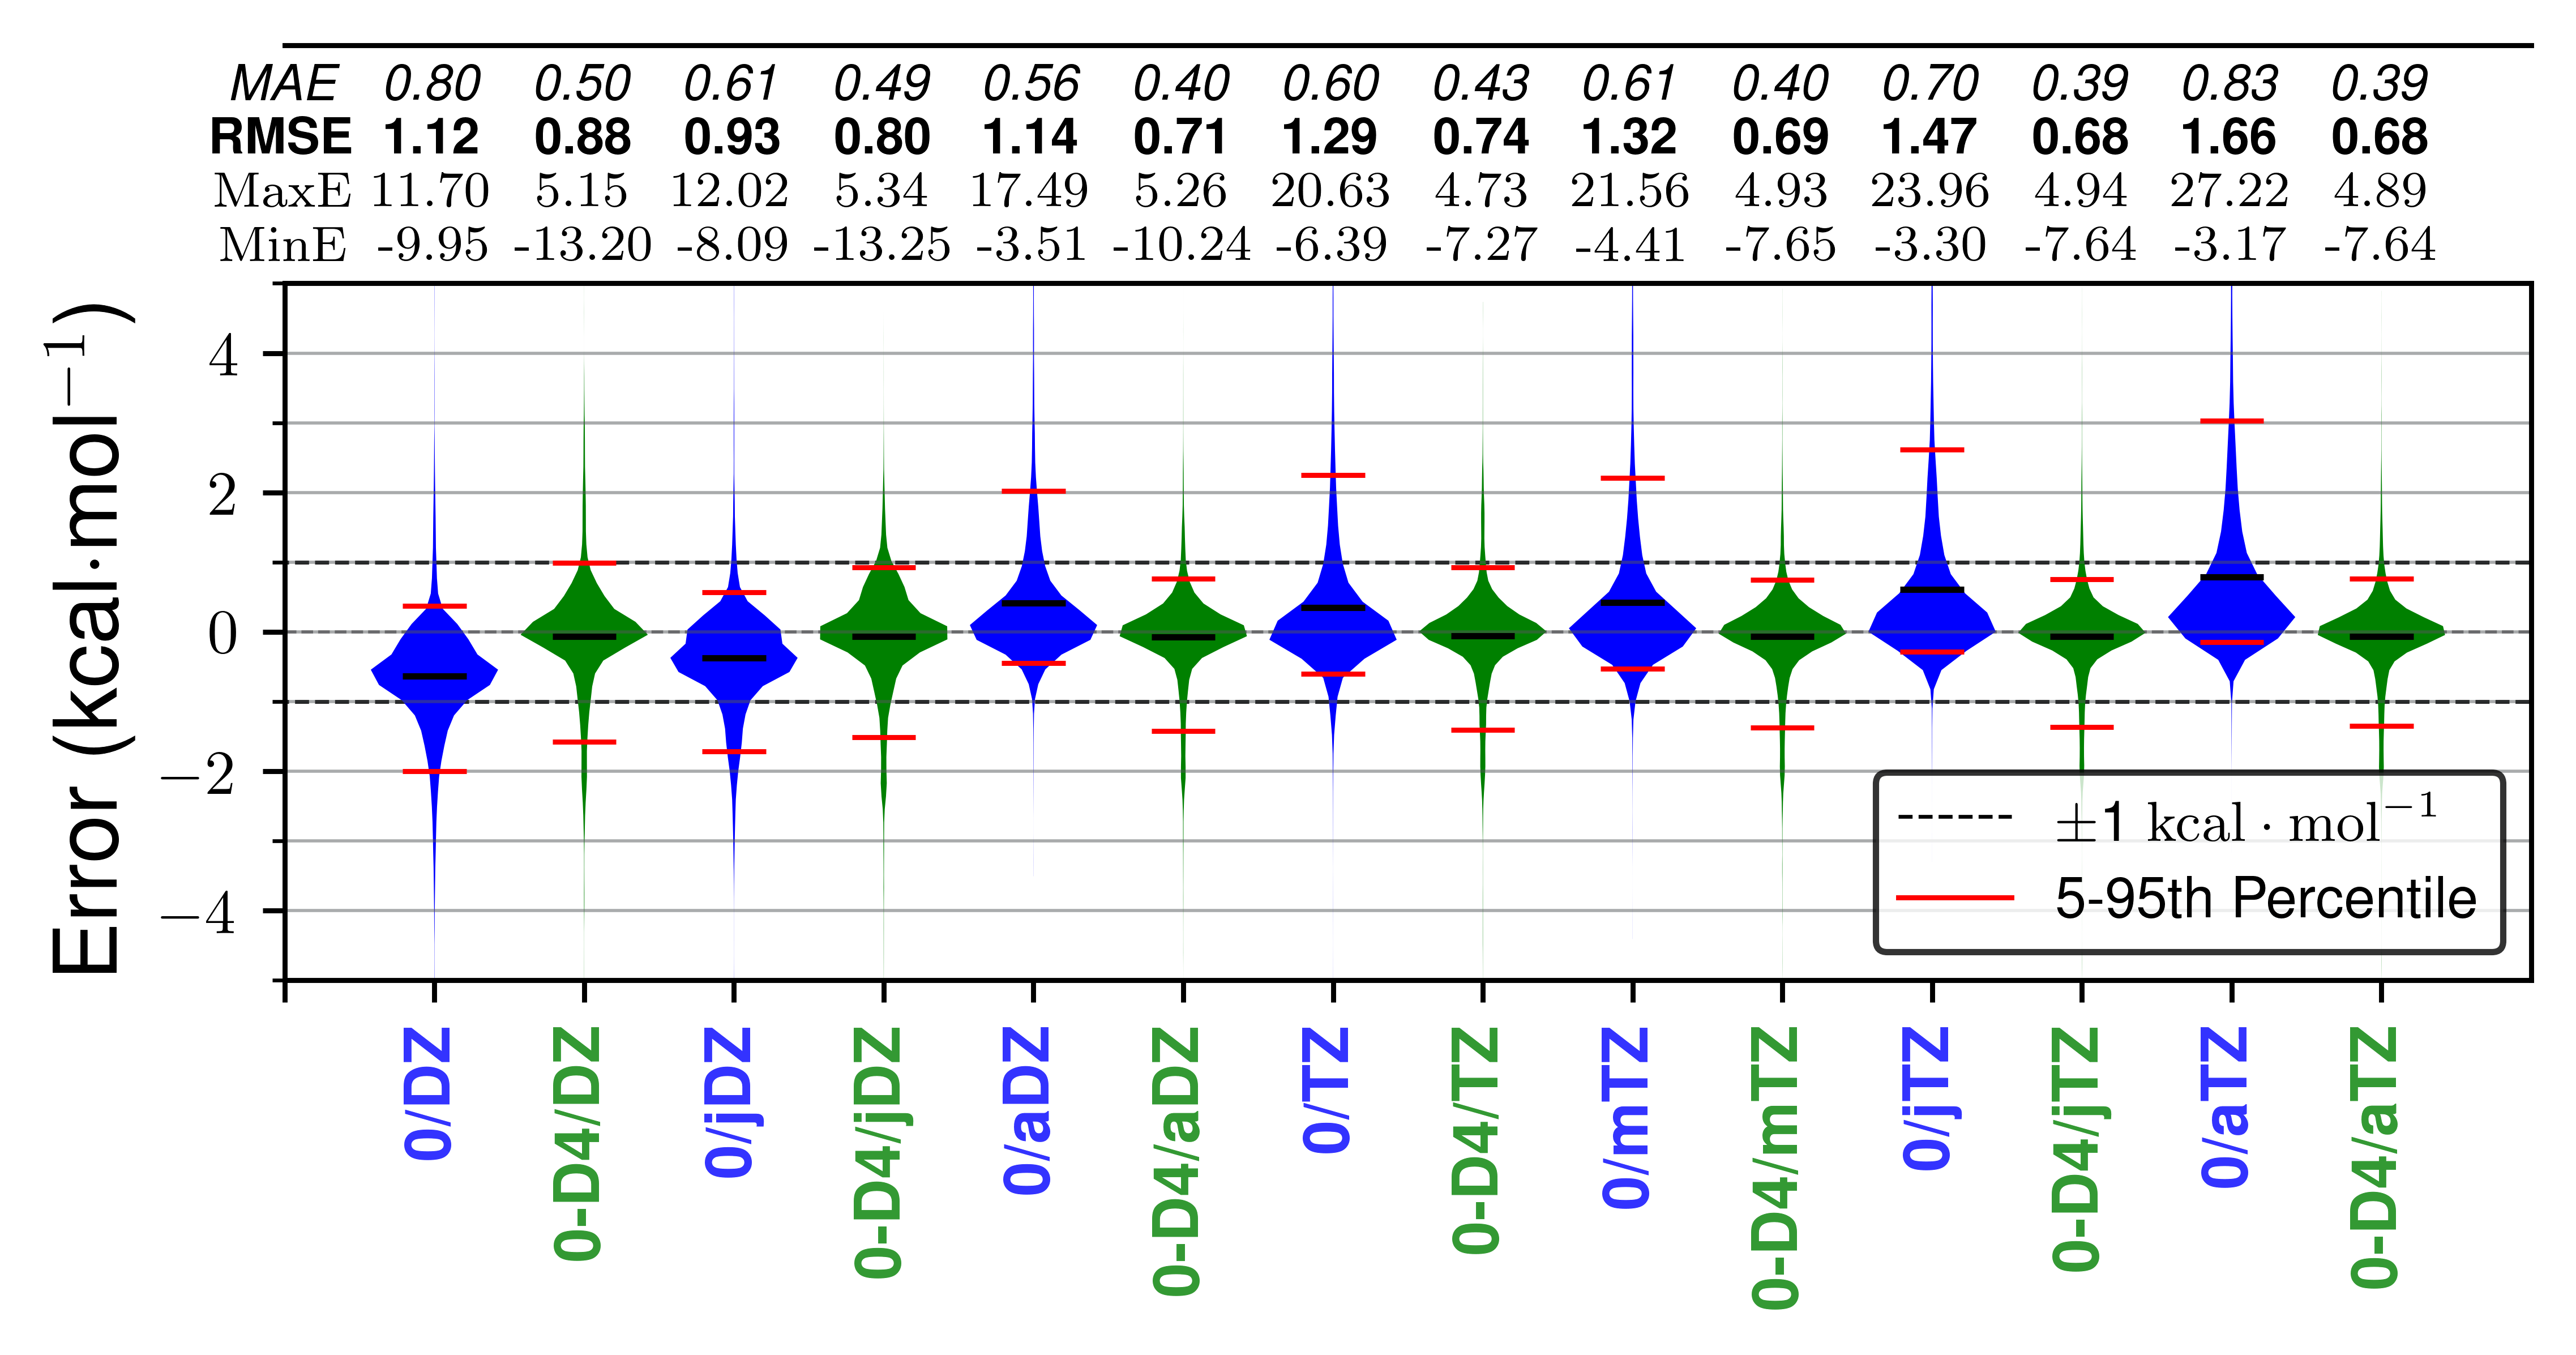 MAE 0.80 0.50 0.61 0.49 0.56 0.40 0.60 0.43 0.61 0.40 0.70 0.39 0.83 0.39
RMSE 1.12 0.88 0.93 0.80 1.14 0.71 1.29 0.74 1.32 0.69 1.47 0.68 1.66 0.68
MaxE 11.70 5.15 12.02 5.34 17.49 5.26 20.63 4.73 21.56 4.93 23.96 4.94 27.22 4.89
MinE -9.95 -13.20 -8.09 -13.25 -3.51 -10.24 -6.39 -7.27 -4.41 -7.65 -3.30 -7.64 -3.17 -7.64
Error (kcal·mol⁻¹)
4
2
0
−2
−4
±1 kcal · mol⁻¹
5-95th Percentile
0/DZ
0-D4/DZ
0/jDZ
0-D4/jDZ
0/aDZ
0-D4/aDZ
0/TZ
0-D4/TZ
0/mTZ
0-D4/mTZ
0/jTZ
0-D4/jTZ
0/aTZ
0-D4/aTZ